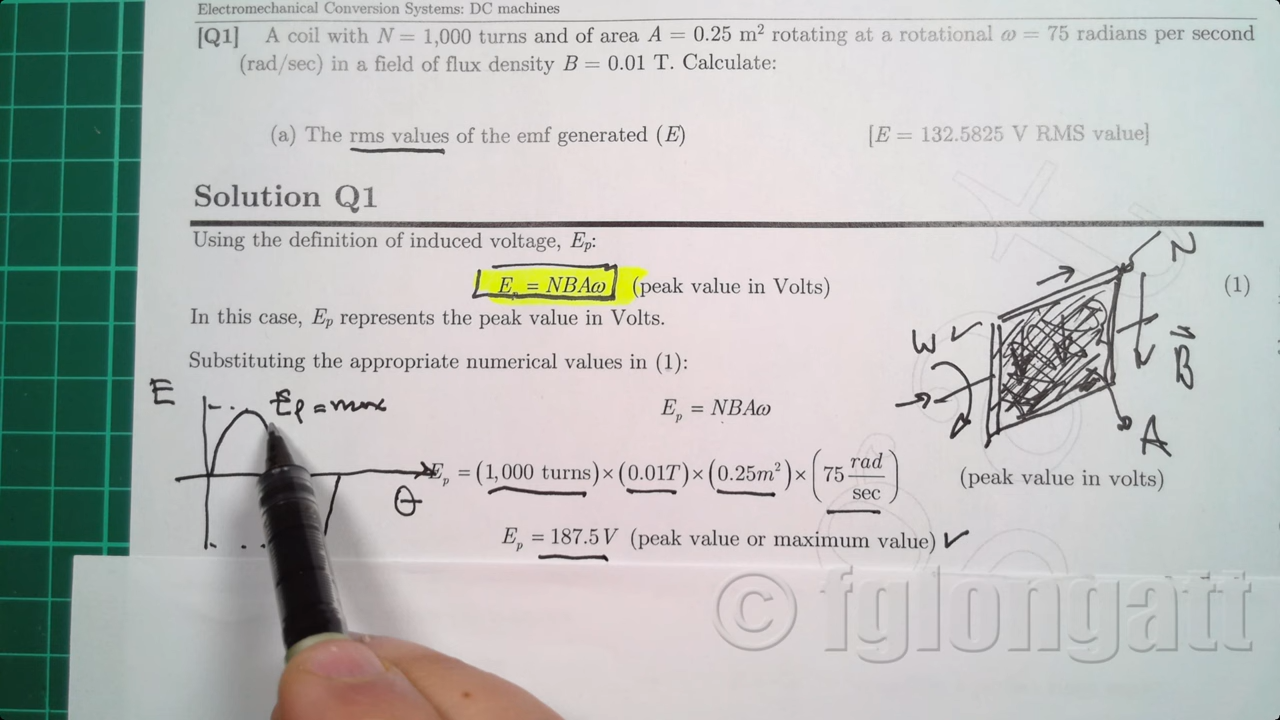 Electromechanical Conversion Systems: DC machines
[Q1] A coil with N = 1,000 turns and of area A = 0.25 m² rotating at a rotational ω = 75 radians per second
(rad/sec) in a field of flux density B = 0.01 T. Calculate:
(a) The rms values of the emf generated (E) [E = 132.5825 V RMS value]
Solution Q1
Using the definition of induced voltage, Eₚ:
Eₚ = NBAω (peak value in Volts) (1)
In this case, Eₚ represents the peak value in Volts.
Substituting the appropriate numerical values in (1):
Eₚ = NBAω
Eₚ = (1,000 turns)×(0.01T)×(0.25m²)×(75 rad/sec) (peak value in volts)
Eₚ = 187.5V (peak value or maximum value) ✓
E
Eₚ = max
θ
N
W ✓
B
A
© fglongatt